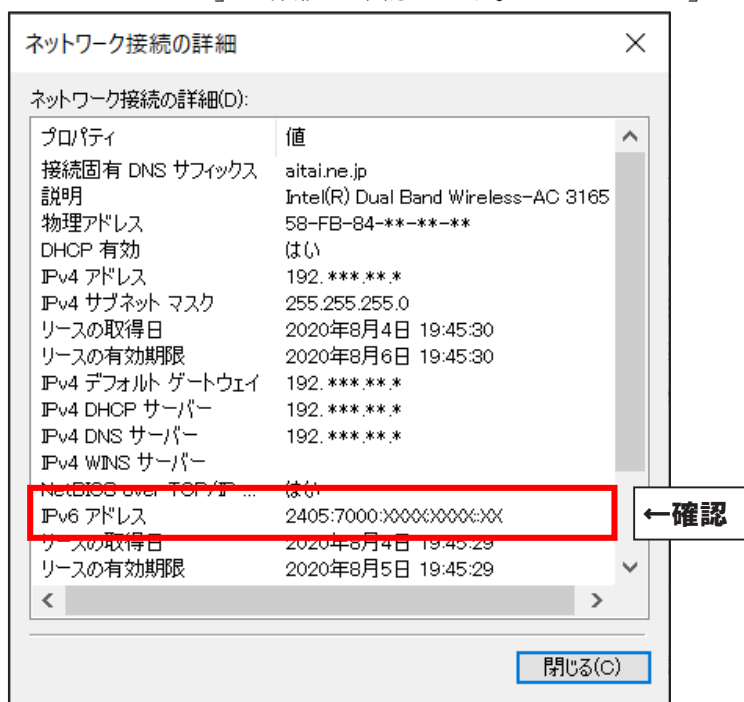 ネットワーク接続の詳細
ネットワーク接続の詳細(D):
プロパティ 値
接続固有 DNS サフィックス aitai.ne.jp
説明 Intel(R) Dual Band Wireless-AC 3165
物理アドレス 58-FB-84-**-**-**
DHCP 有効 はい
IPv4 アドレス 192.***.**.*
IPv4 サブネット マスク 255.255.255.0
リースの取得日 2020年8月4日 19:45:30
リースの有効期限 2020年8月6日 19:45:30
IPv4 デフォルト ゲートウェイ 192.***.**.*
IPv4 DHCP サーバー 192.***.**.*
IPv4 DNS サーバー 192.***.**.*
IPv4 WINS サーバー
NetBIOS over TCP/IP ... はい
IPv6 アドレス 2405:7000:XXXX:XXXX::XX
←確認
リースの取得日 2020年8月4日 19:45:29
リースの有効期限 2020年8月5日 19:45:29
閉じる(C)